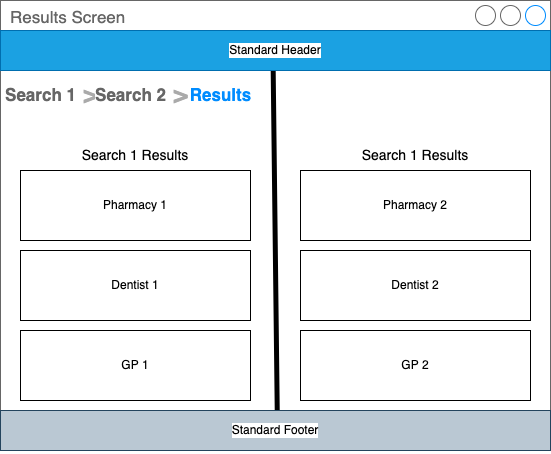 Results Screen
Standard Header
Search 1 > Search 2 > Results
Search 1 Results
Pharmacy 1
Dentist 1
GP 1
Search 1 Results
Pharmacy 2
Dentist 2
GP 2
Standard Footer